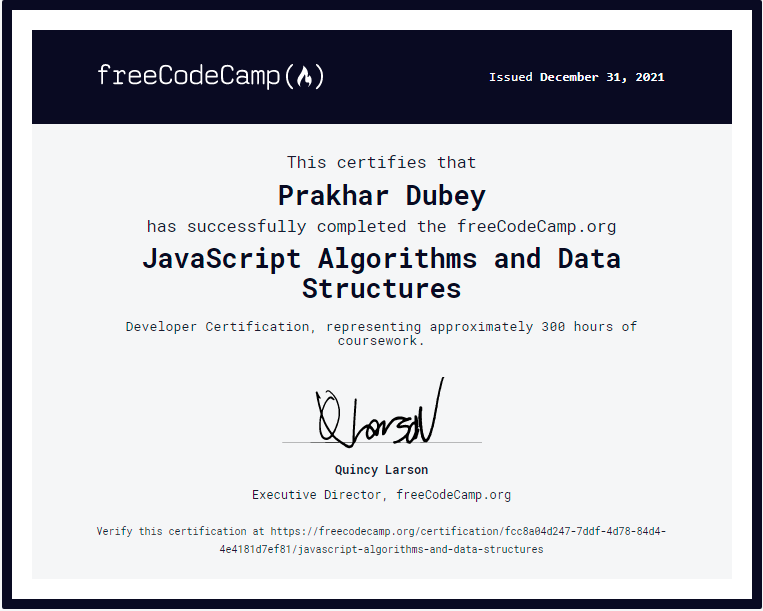 freeCodeCamp(🔥)
Issued December 31, 2021
This certifies that
Prakhar Dubey
has successfully completed the freeCodeCamp.org
JavaScript Algorithms and Data
Structures
Developer Certification, representing approximately 300 hours of
coursework.
Q Larson
Quincy Larson
Executive Director, freeCodeCamp.org
Verify this certification at https://freecodecamp.org/certification/fcc8a04d247-7ddf-4d78-84d4-
4e4181d7ef81/javascript-algorithms-and-data-structures